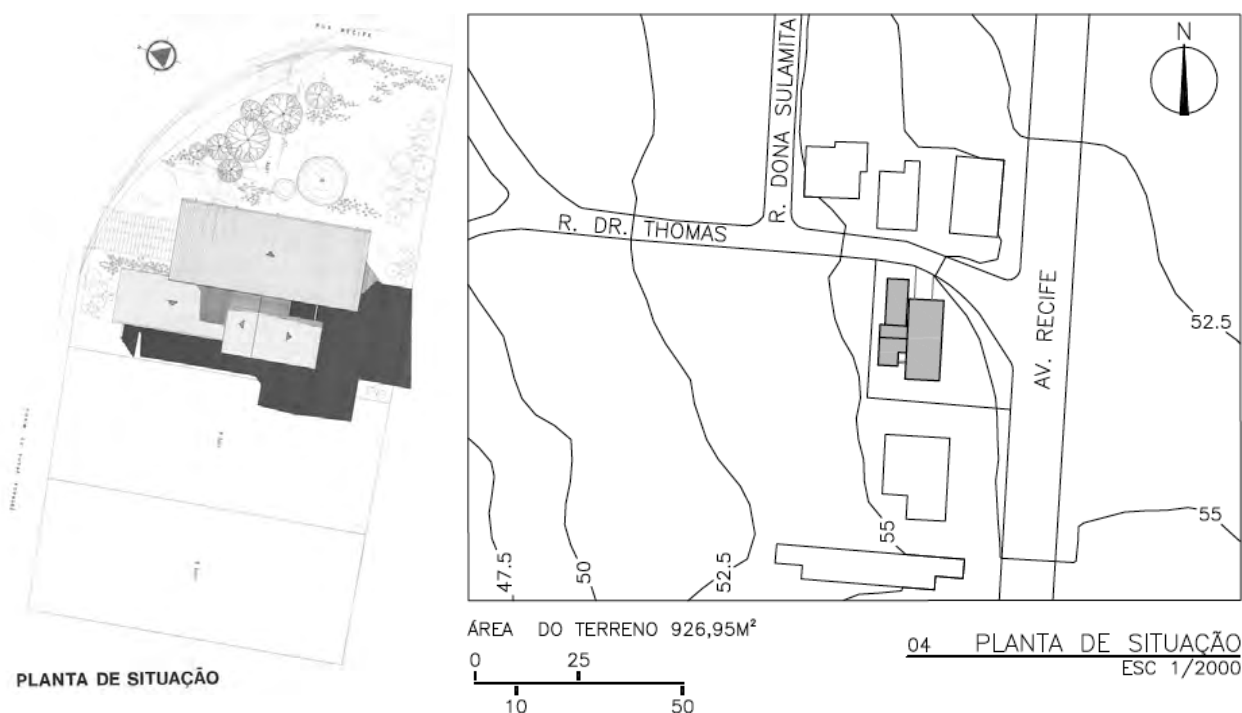 RUA RECIFE
PLANTA DE SITUAÇÃO
N
R. DONA SULAMITA
R. DR. THOMAS
AV. RECIFE
52.5
47.5
50
52.5
55
55
ÁREA DO TERRENO 926,95M²
0 25
10 50
04 PLANTA DE SITUAÇÃO
ESC 1/2000